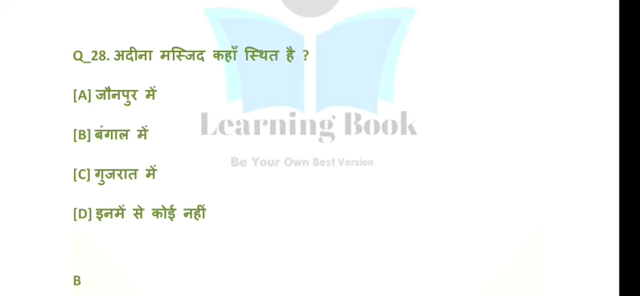 Q_28. अदीना मस्जिद कहाँ स्थित है ?
[A] जौनपुर में
[B] बंगाल में
Learning Book
Be Your Own Best Version
[C] गुजरात में
[D] इनमें से कोई नहीं
B